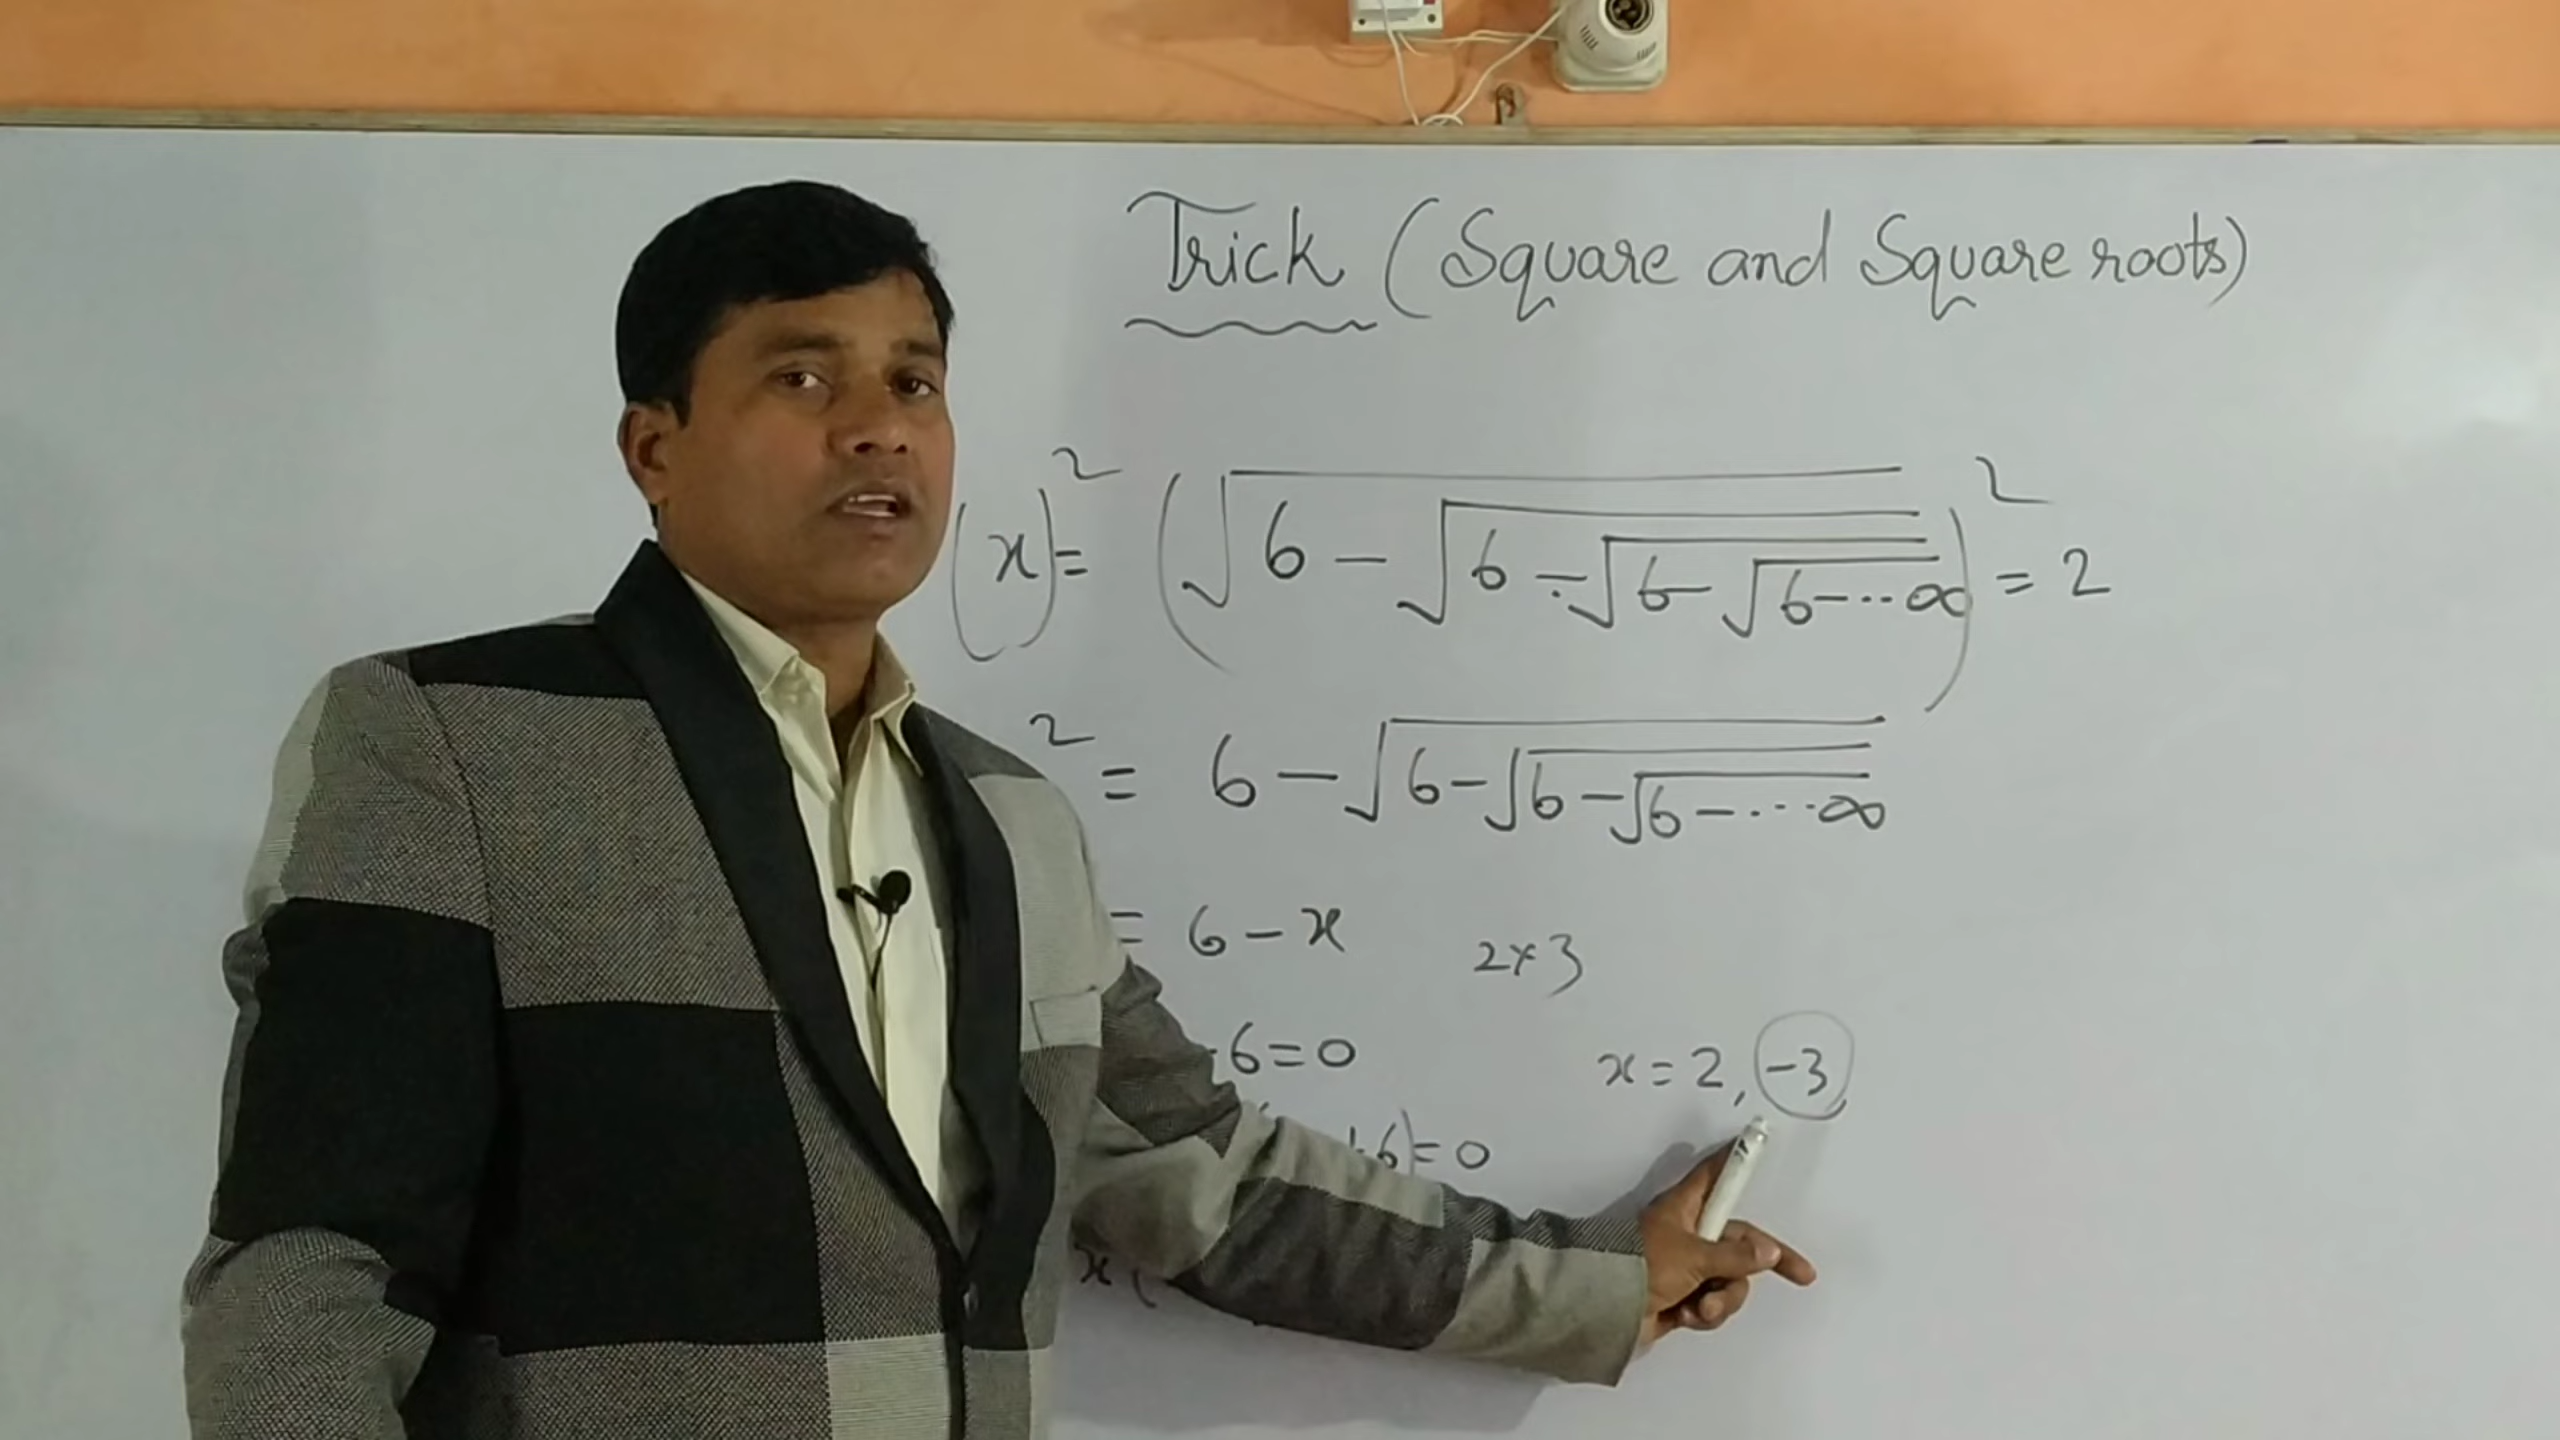 Trick (Square and Square roots)
(x)² = (√6 - √6 ÷ √6 - √6 - ... ∞)² = 2
² = 6 - √6 - √6 - √6 - ... ∞
= 6 - x 2×3
-6=0 x = 2, -3
+6)=0
x(